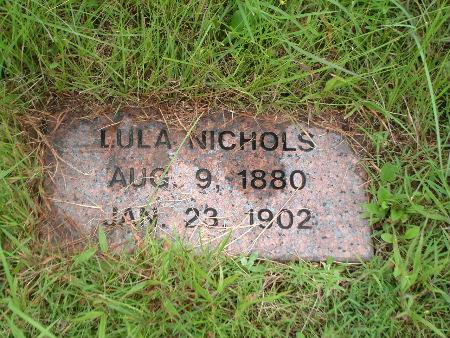 LULA NICHOLS
AUG. 9, 1880
JAN. 23, 1902